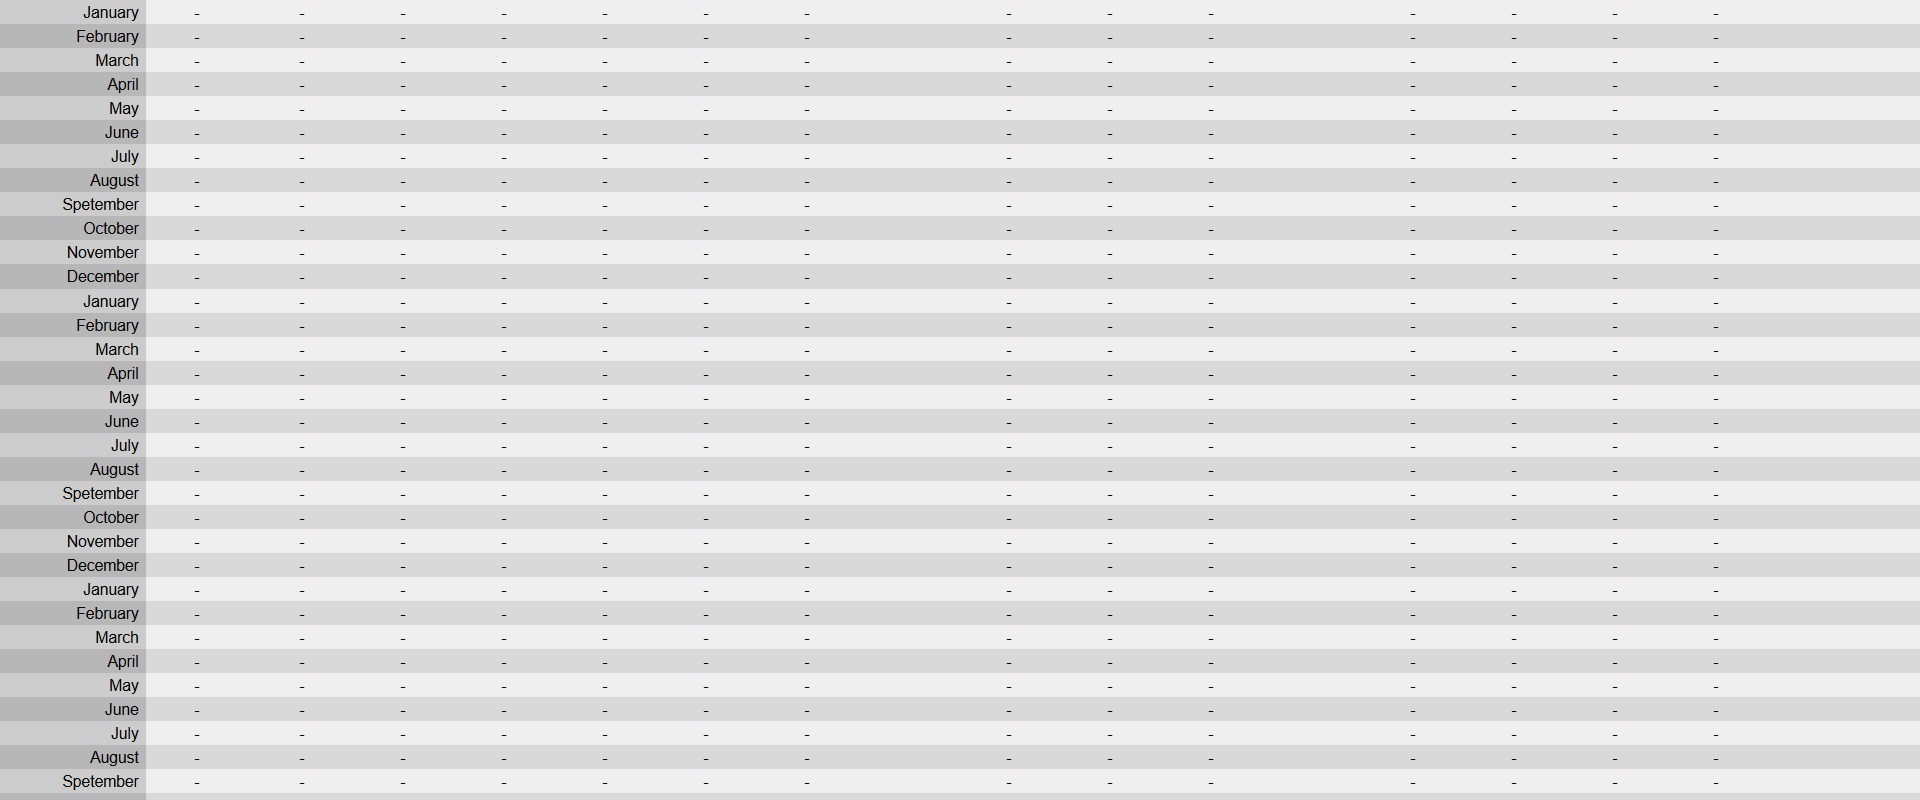 January - - - - - - - - - - - - - -
February - - - - - - - - - - - - - -
March - - - - - - - - - - - - - -
April - - - - - - - - - - - - - -
May - - - - - - - - - - - - - -
June - - - - - - - - - - - - - -
July - - - - - - - - - - - - - -
August - - - - - - - - - - - - - -
Spetember - - - - - - - - - - - - - -
October - - - - - - - - - - - - - -
November - - - - - - - - - - - - - -
December - - - - - - - - - - - - - -
January - - - - - - - - - - - - - -
February - - - - - - - - - - - - - -
March - - - - - - - - - - - - - -
April - - - - - - - - - - - - - -
May - - - - - - - - - - - - - -
June - - - - - - - - - - - - - -
July - - - - - - - - - - - - - -
August - - - - - - - - - - - - - -
Spetember - - - - - - - - - - - - - -
October - - - - - - - - - - - - - -
November - - - - - - - - - - - - - -
December - - - - - - - - - - - - - -
January - - - - - - - - - - - - - -
February - - - - - - - - - - - - - -
March - - - - - - - - - - - - - -
April - - - - - - - - - - - - - -
May - - - - - - - - - - - - - -
June - - - - - - - - - - - - - -
July - - - - - - - - - - - - - -
August - - - - - - - - - - - - - -
Spetember - - - - - - - - - - - - - -